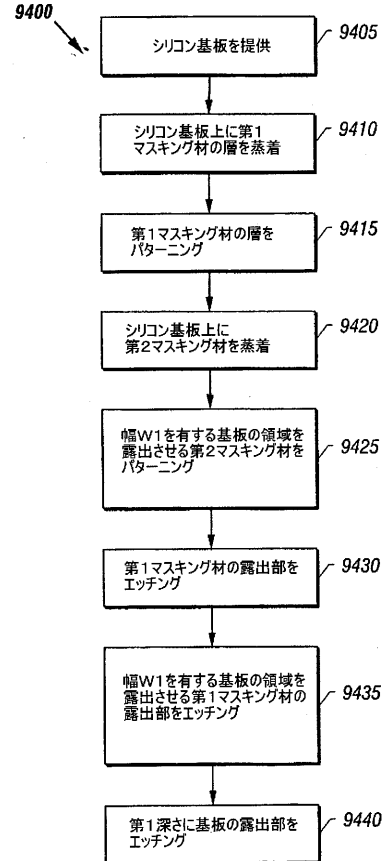 9400
シリコン基板を提供
9405
シリコン基板上に第1
マスキング材の層を蒸着
9410
第1マスキング材の層を
パターニング
9415
シリコン基板上に
第2マスキング材を蒸着
9420
幅W1を有する基板の領域を
露出させる第2マスキング材を
パターニング
9425
第1マスキング材の露出部を
エッチング
9430
幅W1を有する基板の領域を
露出させる第1マスキング材の
露出部をエッチング
9435
第1深さに基板の露出部を
エッチング
9440